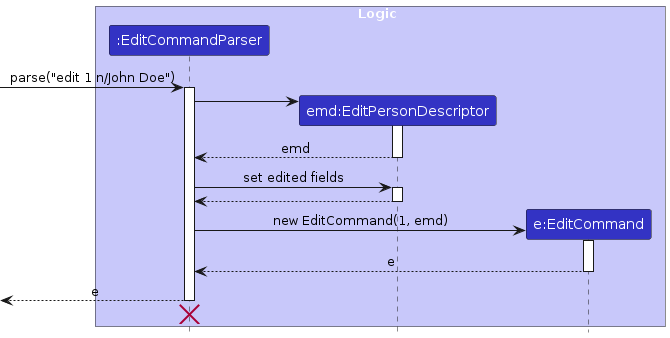 Logic
:EditCommandParser
parse("edit 1 n/John Doe")
emd:EditPersonDescriptor
emd
set edited fields
new EditCommand(1, emd)
e:EditCommand
e
e